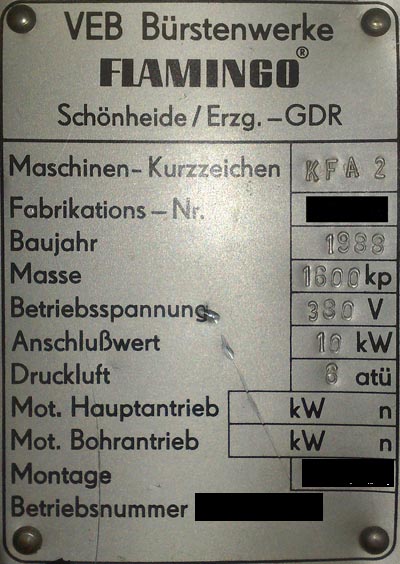 VEB Bürstenwerke
FLAMINGO®
Schönheide/Erzg.-GDR
Maschinen-Kurzzeichen KFA 2
Fabrikations-Nr.
Baujahr 1988
Masse 1600 kp
Betriebsspannung 380 V
Anschlußwert 10 kW
Druckluft 6 atü
Mot. Hauptantrieb kW n
Mot. Bohrantrieb kW n
Montage
Betriebsnummer